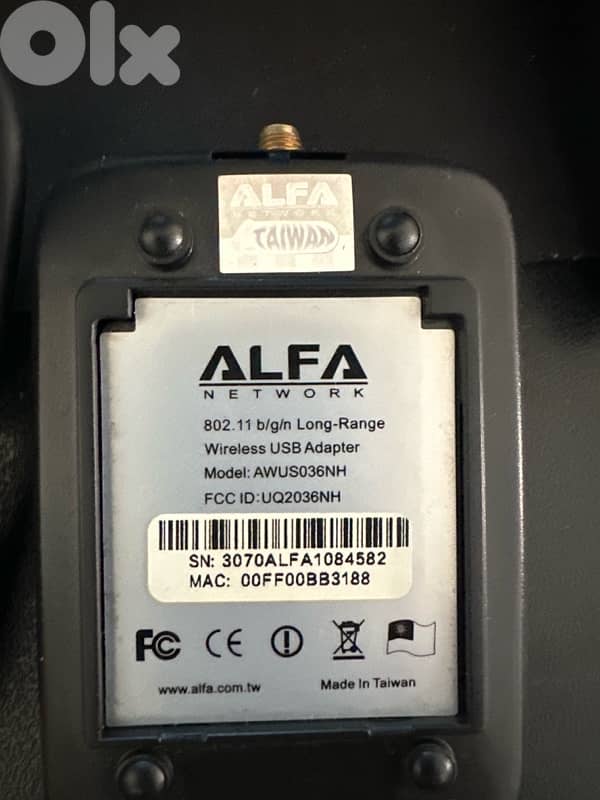 Olx
ALFA
NETWORK
TAIWAN
ALFA
NETWORK
802.11 b/g/n Long-Range
Wireless USB Adapter
Model: AWUS036NH
FCC ID:UQ2036NH
SN: 3070ALFA1084582
MAC: 00FF00BB3188
FC CE
www.alfa.com.tw
Made In Taiwan